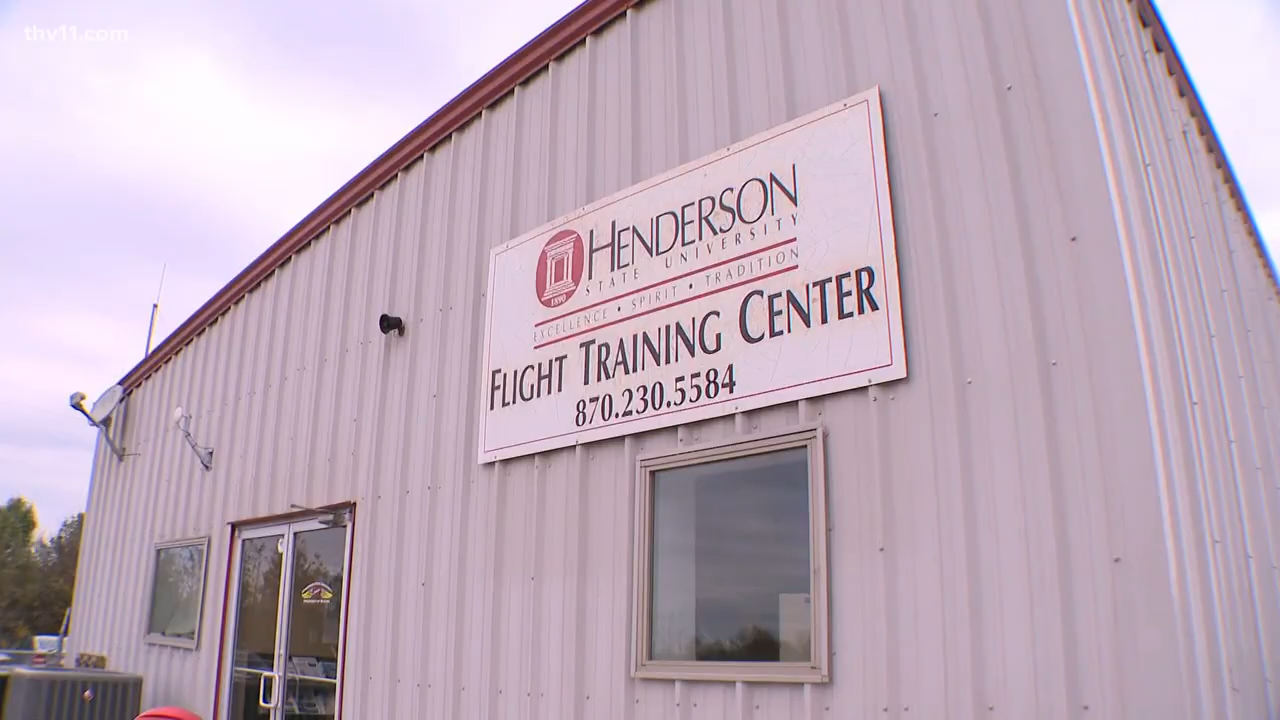 thv11.com
HENDERSON
STATE UNIVERSITY
1890
EXCELLENCE • SPIRIT • TRADITION
FLIGHT TRAINING CENTER
870.230.5584